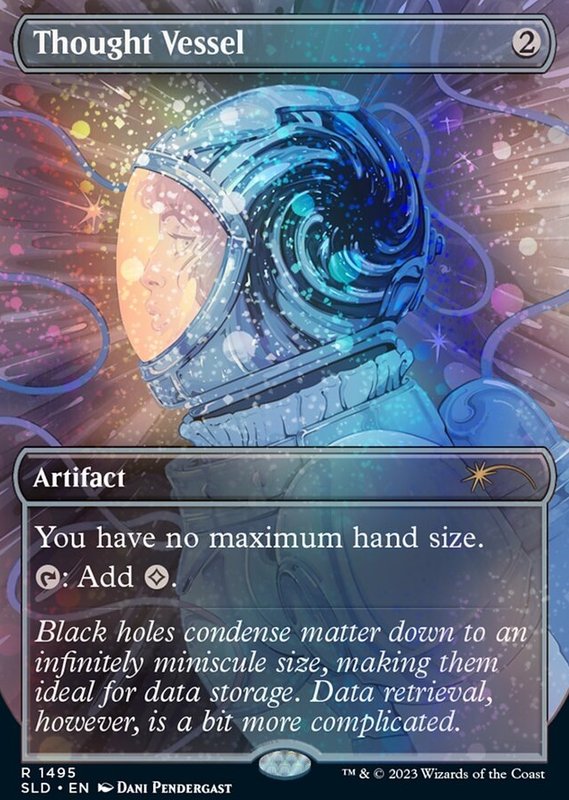 Thought Vessel 2
Artifact
You have no maximum hand size.
: Add .
Black holes condense matter down to an
infinitely miniscule size, making them
ideal for data storage. Data retrieval,
however, is a bit more complicated.
R 1495
SLD • EN Dani Pendergast
™ & © 2023 Wizards of the Coast